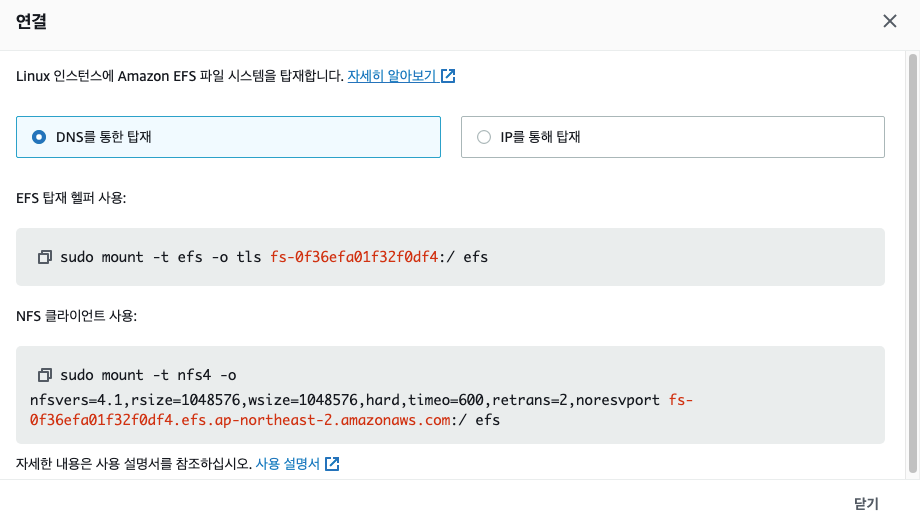 연결
Linux 인스턴스에 Amazon EFS 파일 시스템을 탑재합니다. 자세히 알아보기
DNS를 통한 탑재
IP를 통해 탑재
EFS 탑재 헬퍼 사용:
sudo mount -t efs -o tls fs-0f36efa01f32f0df4:/ efs
NFS 클라이언트 사용:
sudo mount -t nfs4 -o
nfsvers=4.1,rsize=1048576,wsize=1048576,hard,timeo=600,retrans=2,noresvport fs-
0f36efa01f32f0df4.efs.ap-northeast-2.amazonaws.com:/ efs
자세한 내용은 사용 설명서를 참조하십시오. 사용 설명서
닫기